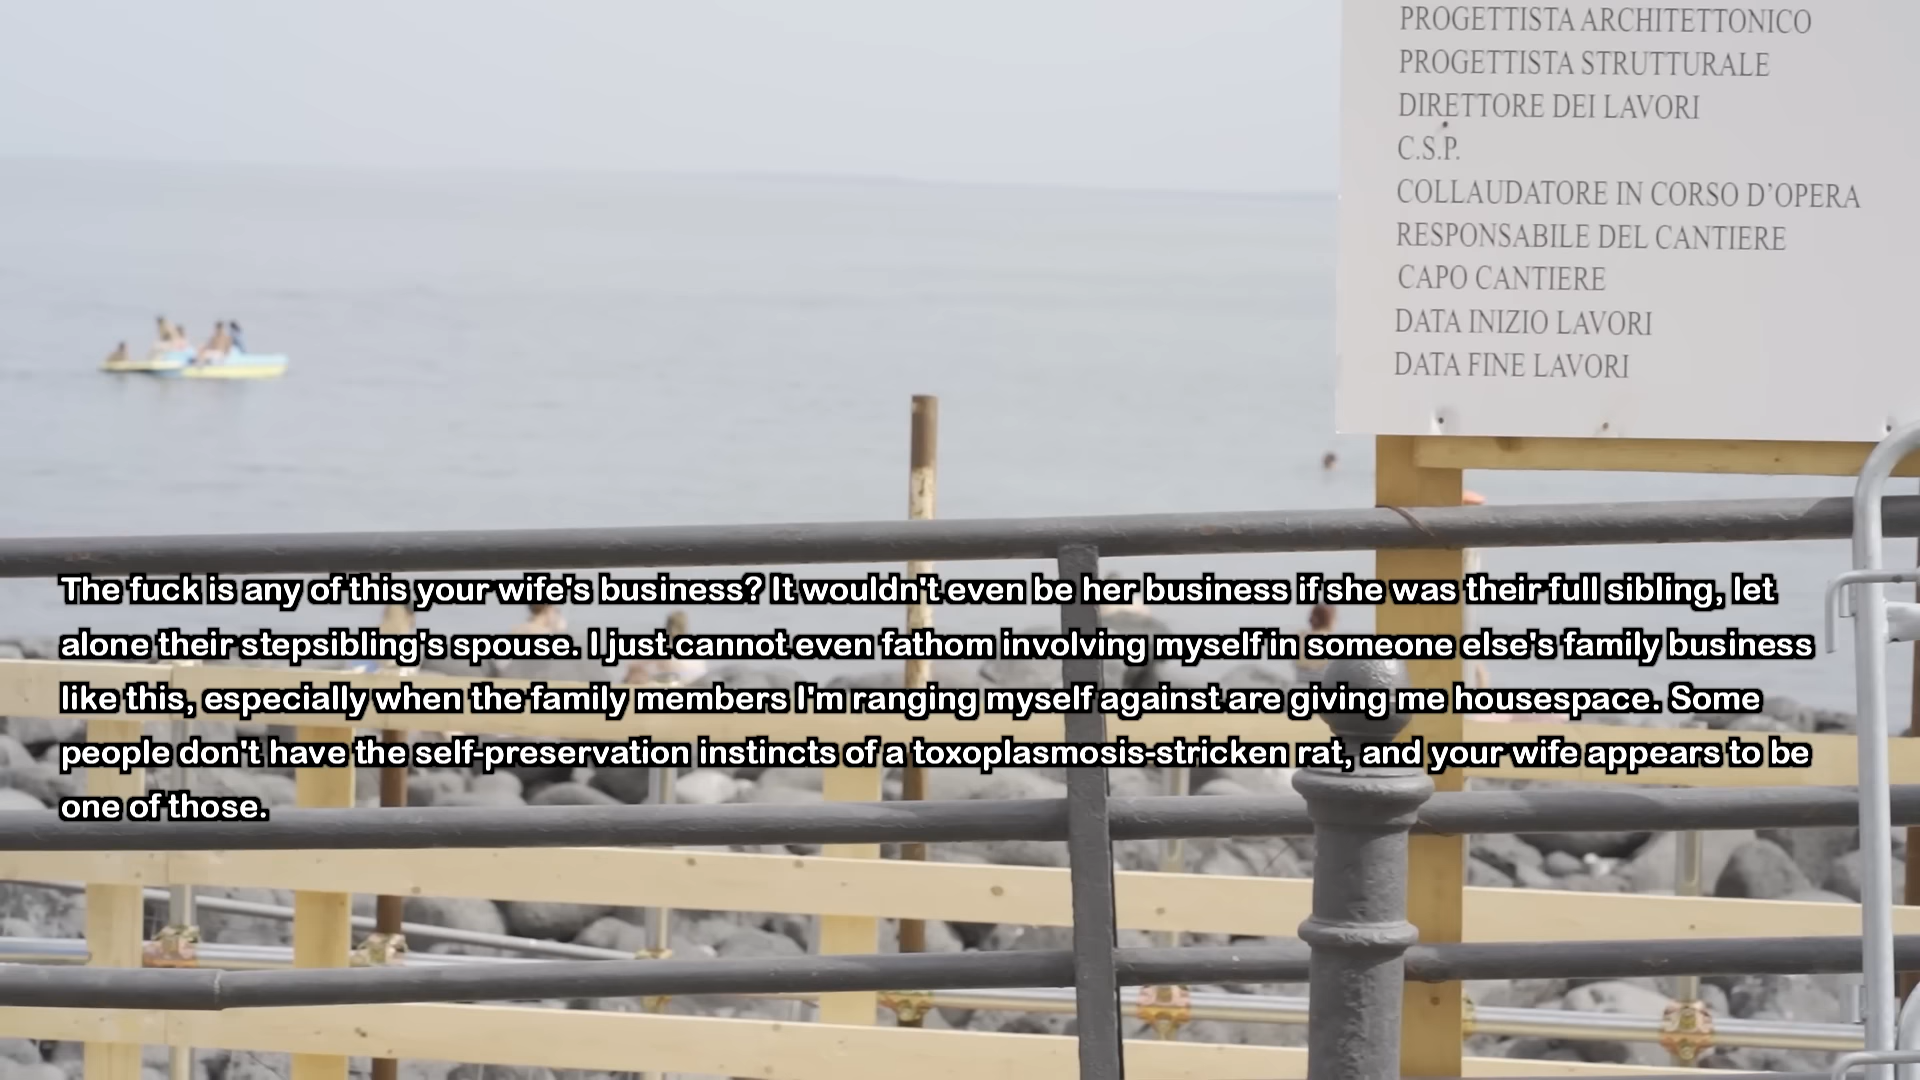 PROGETTISTA ARCHITETTONICO
PROGETTISTA STRUTTURALE
DIRETTORE DEI LAVORI
C.S.P.
COLLAUDATORE IN CORSO D'OPERA
RESPONSABILE DEL CANTIERE
CAPO CANTIERE
DATA INIZIO LAVORI
DATA FINE LAVORI
The fuck is any of this your wife's business? It wouldn't even be her business if she was their full sibling, let
alone their stepsibling's spouse. I just cannot even fathom involving myself in someone else's family business
like this, especially when the family members I'm ranging myself against are giving me housespace. Some
people don't have the self-preservation instincts of a toxoplasmosis-stricken rat, and your wife appears to be
one of those.